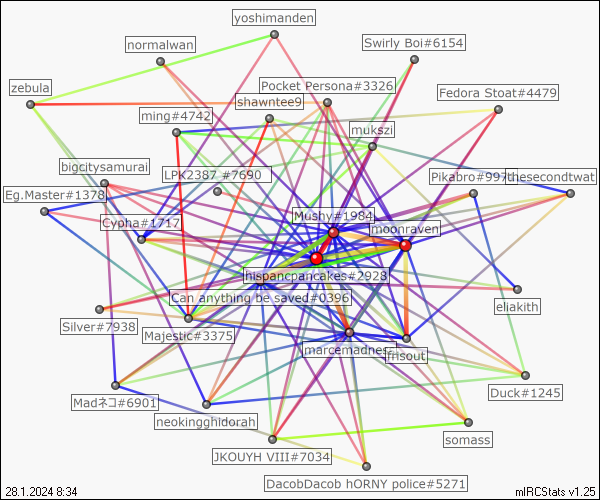 yoshimanden
normalwan
Swirly Boi#6154
zebula
Pocket Persona#3326
Fedora Stoat#4479
shawntee9
ming#4742
mukszi
bigcitysamurai
LPK2387 #7690
Pikabro#997
thesecondtwat
Eg.Master#1378
Mushy#1984
Cypha#1717
moonraven
hispancpancakes#2928
Can anything be saved#0396
eliakith
Silver#7938
Majestic#3375
marcemadness
frisout
Madネコ#6901
Duck#1245
neokingghidorah
somass
JKOUYH VIII#7034
DacobDacob hORNY police#5271
28.1.2024 8:34
mIRCStats v1.25